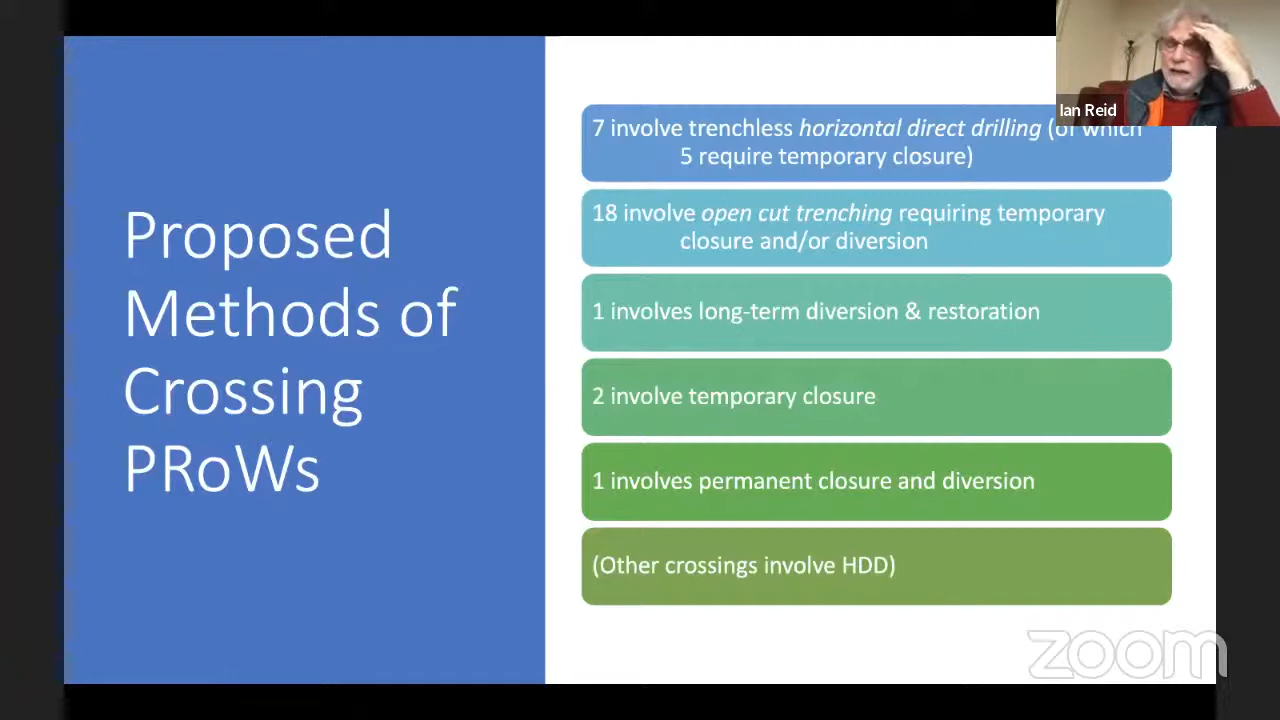 Proposed
Methods of
Crossing
PRoWs
7 involve trenchless horizontal direct drilling (of which
5 require temporary closure)
18 involve open cut trenching requiring temporary
closure and/or diversion
1 involves long-term diversion & restoration
2 involve temporary closure
1 involves permanent closure and diversion
(Other crossings involve HDD)
Ian Reid
zoom